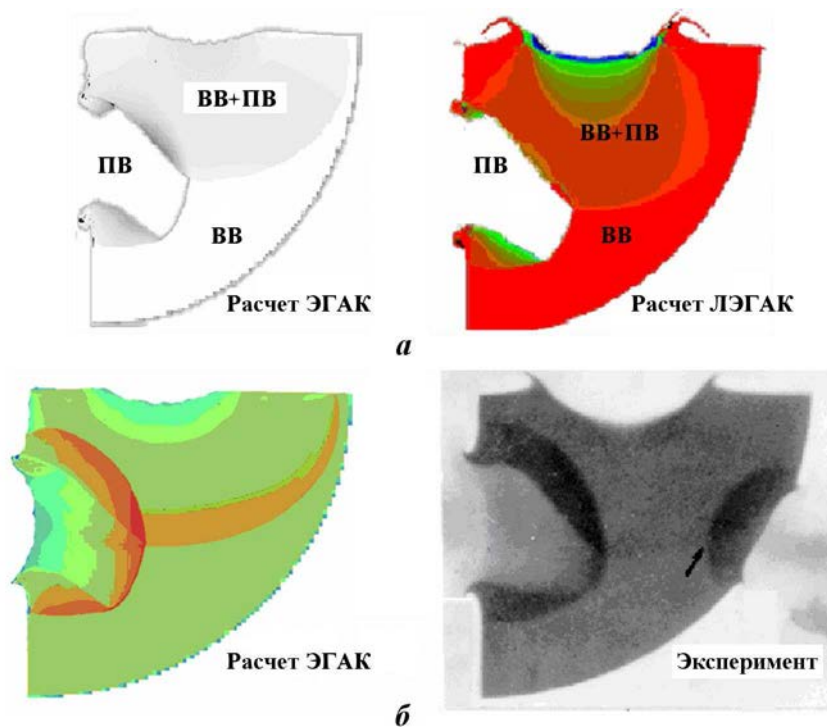 ВВ+ПВ
ПВ
ВВ
Расчет ЭГАК
ВВ+ПВ
ПВ
ВВ
Расчет ЛЭГАК
а
Расчет ЭГАК
Эксперимент
б